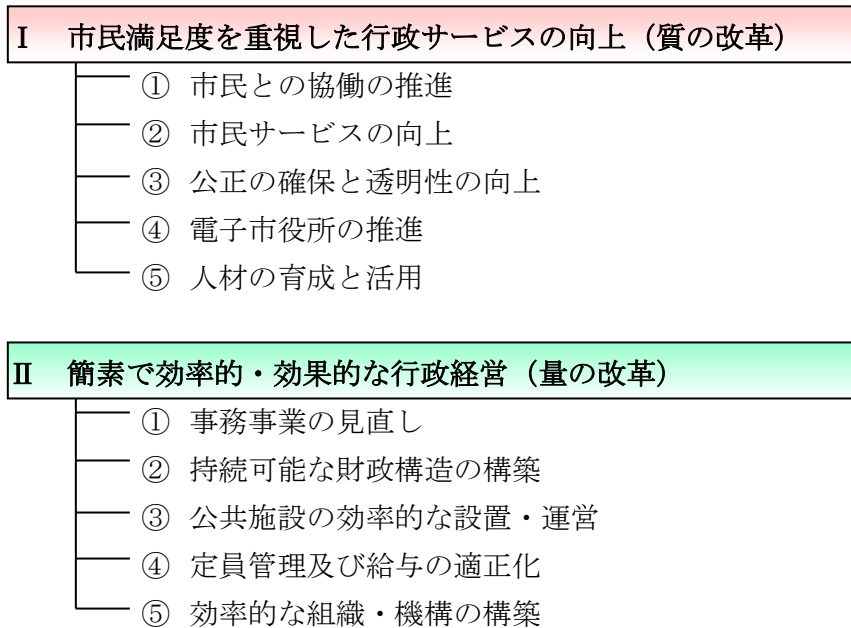 Ⅰ　市民満足度を重視した行政サービスの向上（質の改革）
①　市民との協働の推進
②　市民サービスの向上
③　公正の確保と透明性の向上
④　電子市役所の推進
⑤　人材の育成と活用
Ⅱ　簡素で効率的・効果的な行政経営（量の改革）
①　事務事業の見直し
②　持続可能な財政構造の構築
③　公共施設の効率的な設置・運営
④　定員管理及び給与の適正化
⑤　効率的な組織・機構の構築